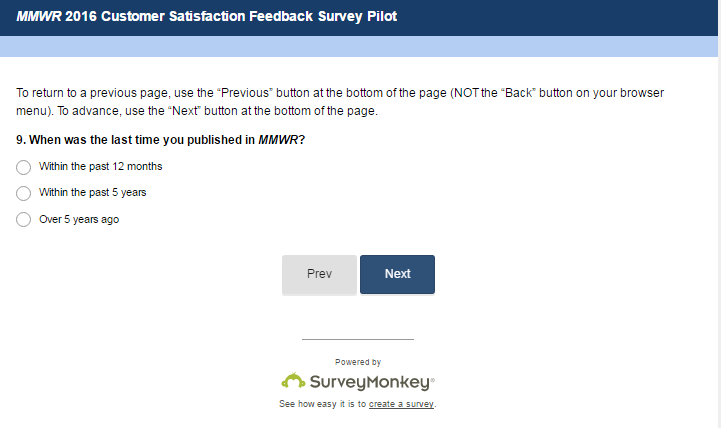 MMWR 2016 Customer Satisfaction Feedback Survey Pilot
To return to a previous page, use the “Previous” button at the bottom of the page (NOT the “Back” button on your browser
menu). To advance, use the “Next” button at the bottom of the page.
9. When was the last time you published in MMWR?
Within the past 12 months
Within the past 5 years
Over 5 years ago
Prev
Next
Powered by
SurveyMonkey®
See how easy it is to create a survey.